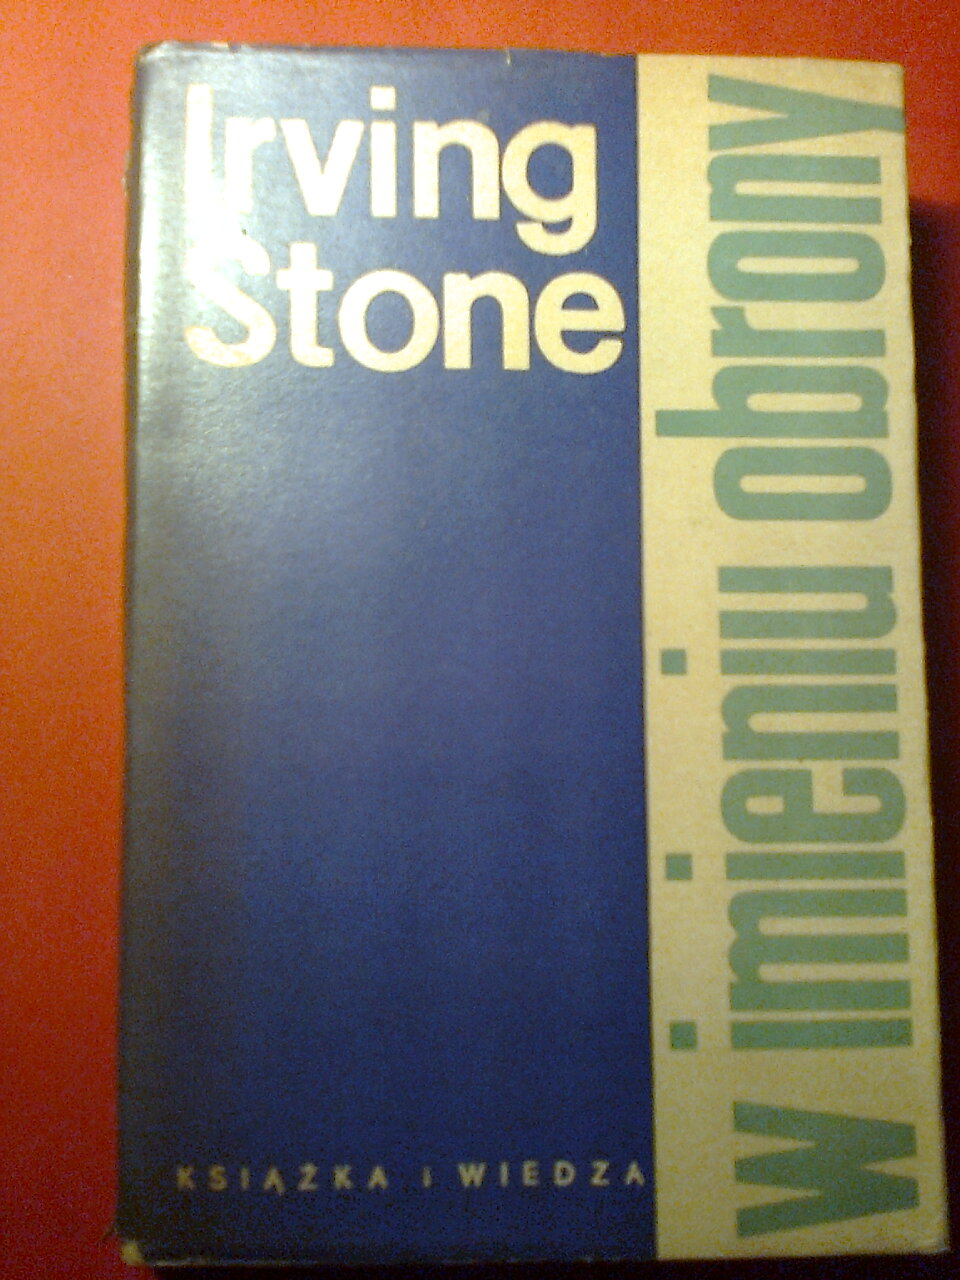 Irving
Stone
w imieniu obrony
KSIĄŻKA i WIEDZA